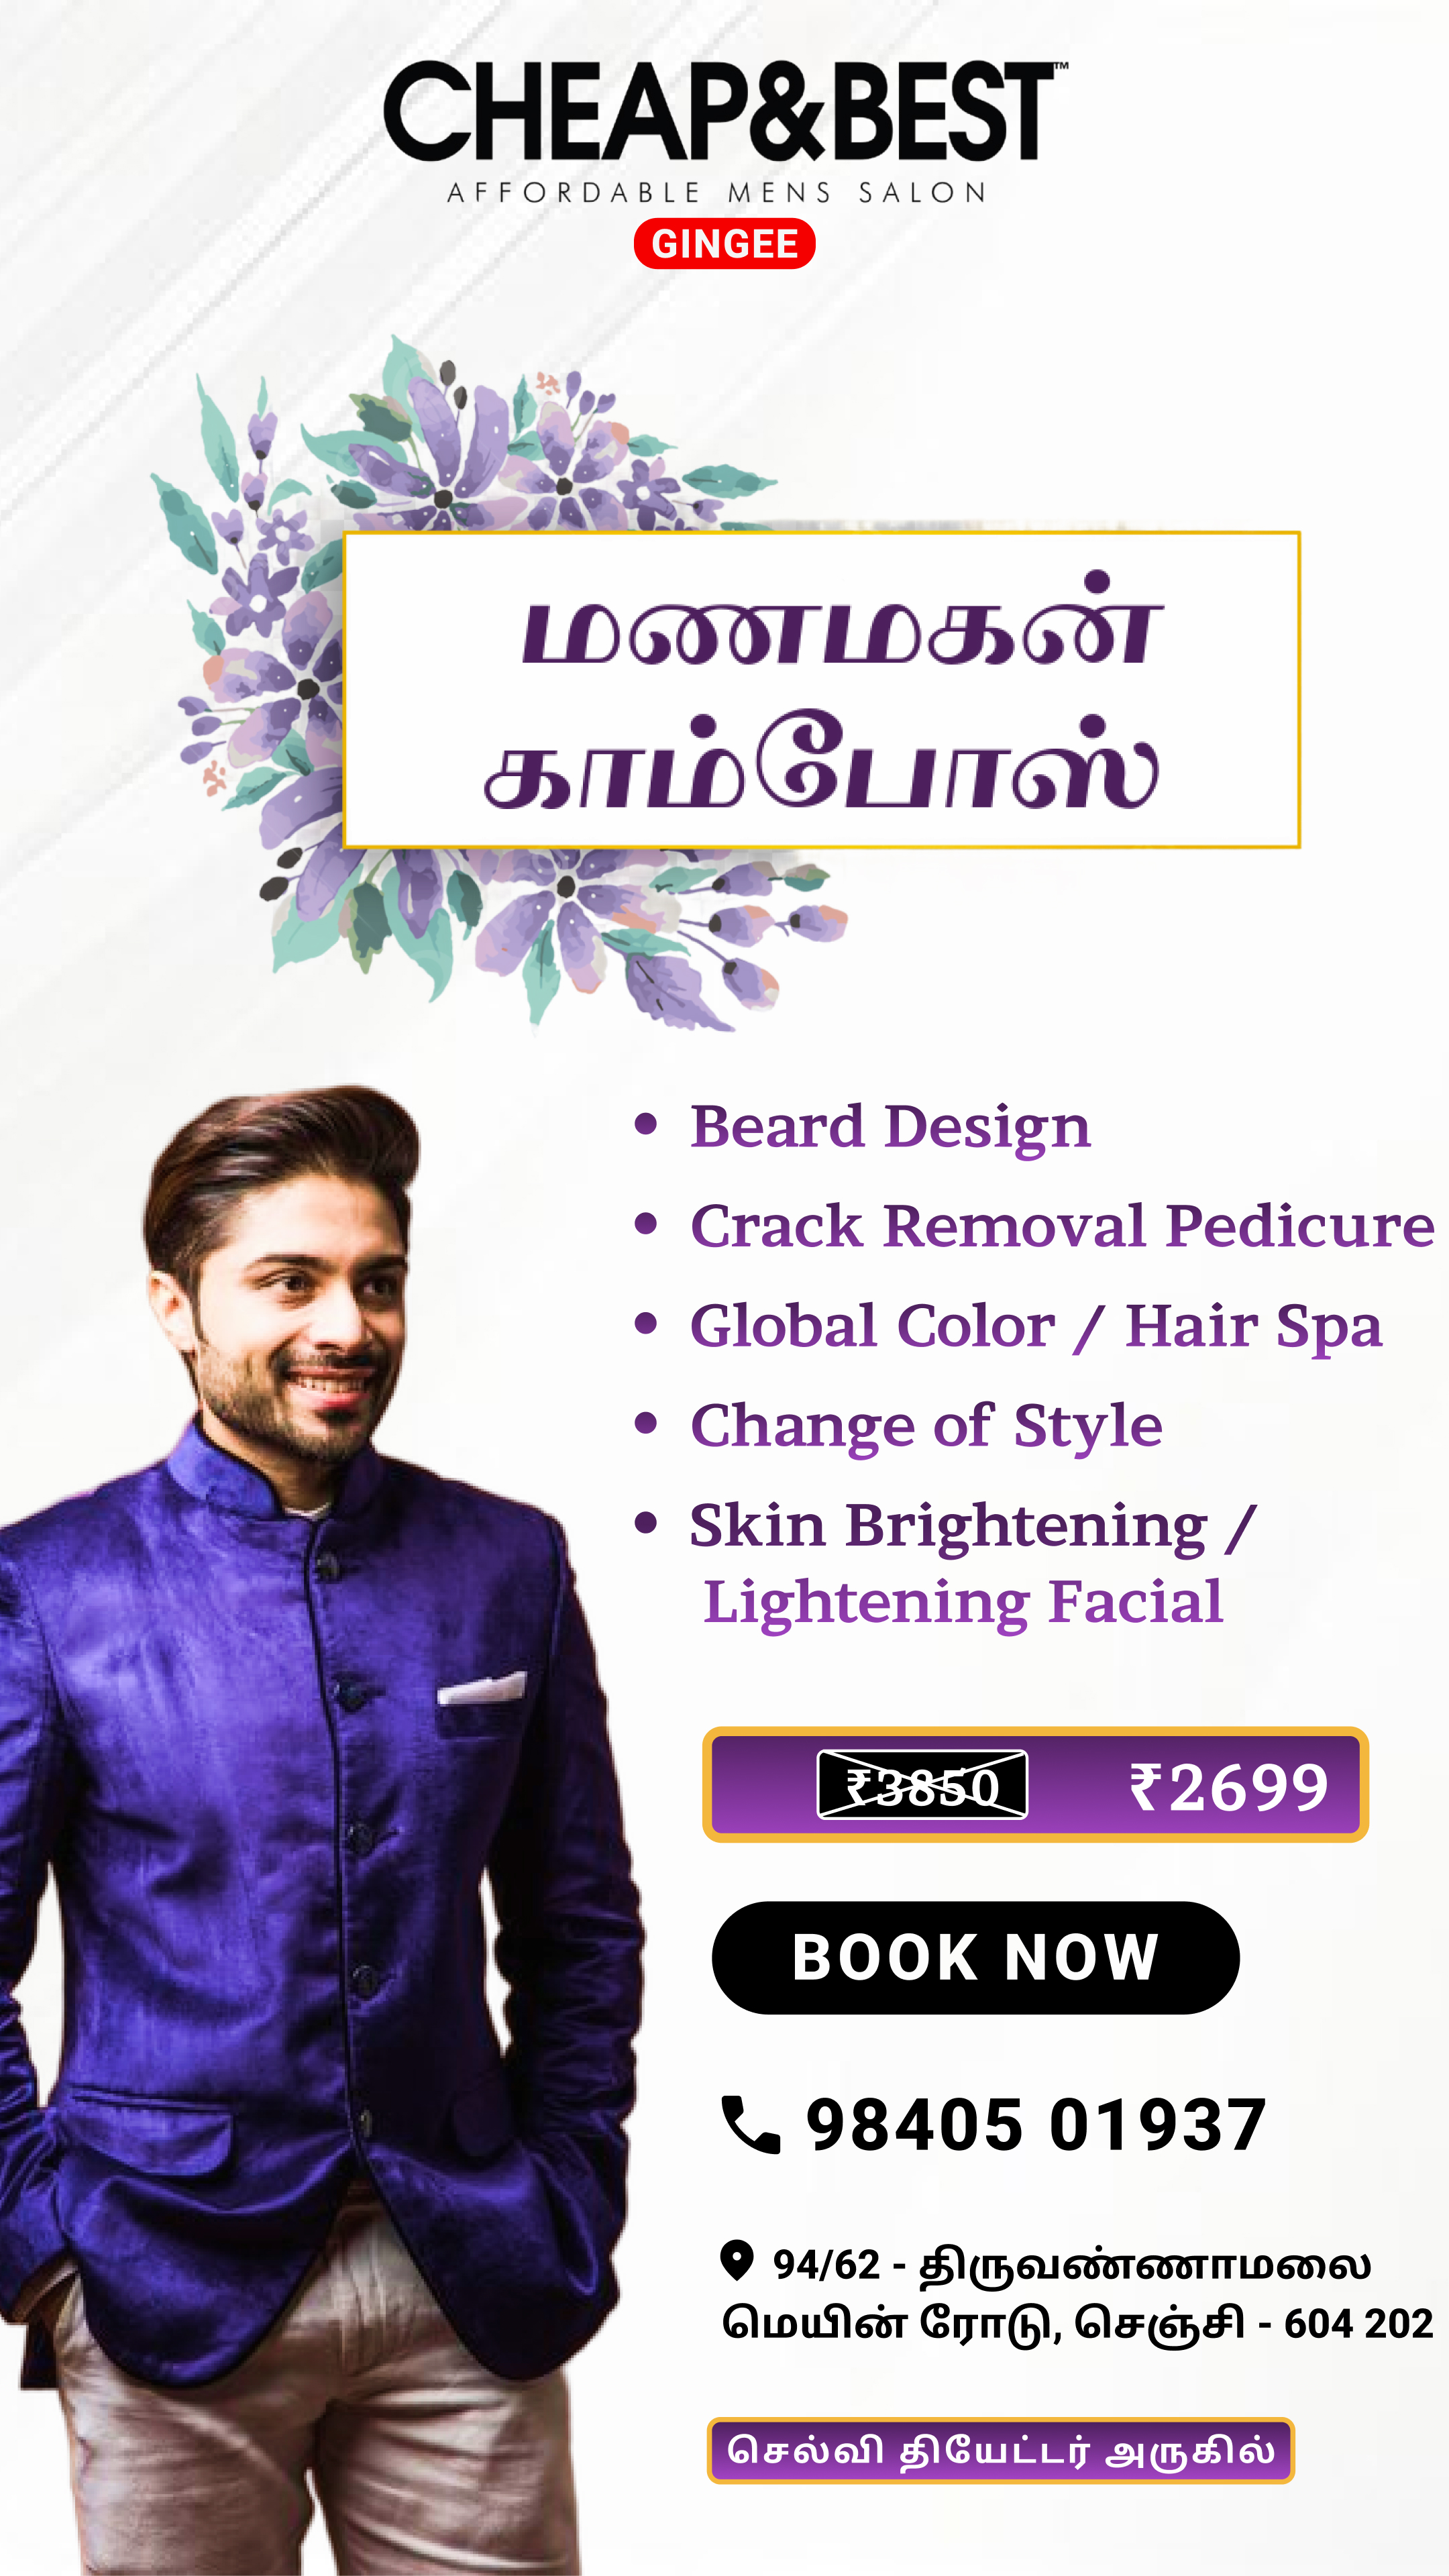 CHEAP&BEST™
AFFORDABLE MENS SALON
GINGEE
மணமகன்
காம்போஸ்
• Beard Design
• Crack Removal Pedicure
• Global Color / Hair Spa
• Change of Style
• Skin Brightening /
Lightening Facial
₹3850 ₹2699
BOOK NOW
98405 01937
94/62 - திருவண்ணாமலை
மெயின் ரோடு, செஞ்சி - 604 202
செல்வி தியேட்டர் அருகில்